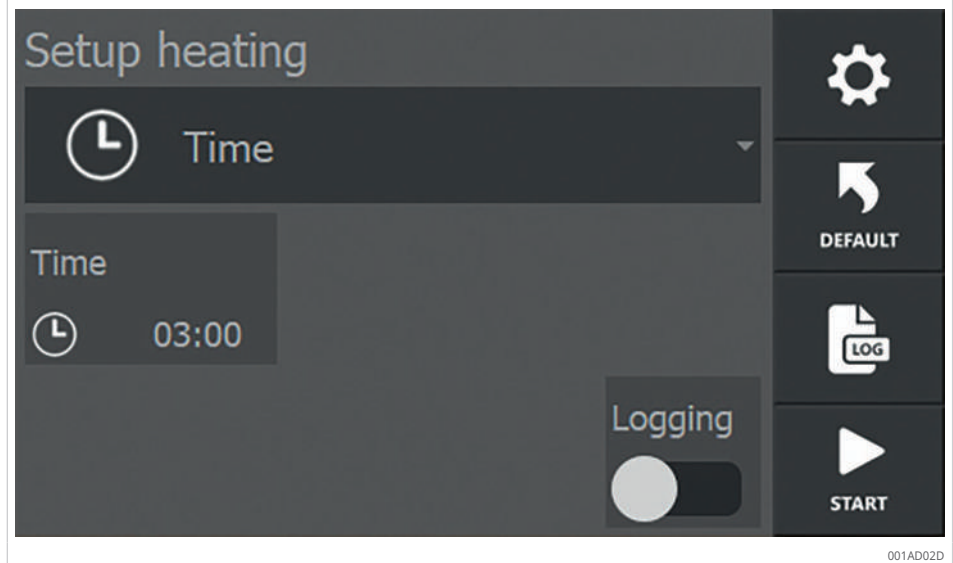 Setup heating
Time
Time
03:00
Logging
DEFAULT
LOG
START
001AD02D